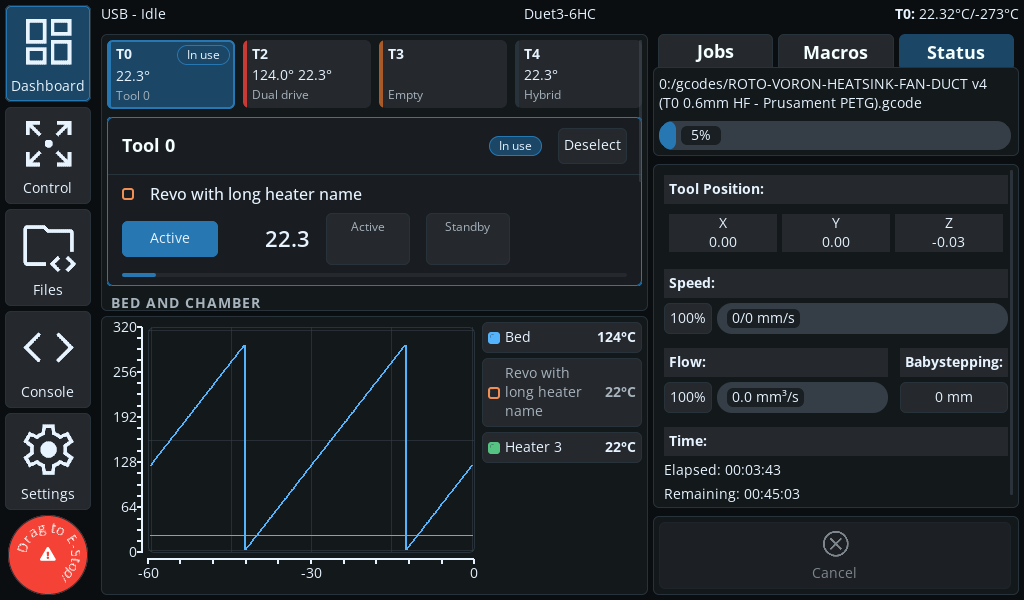 USB - Idle
Duet3-6HC
T0: 22.32°C/-273°C
Dashboard
Control
Files
Console
Settings
Drag to E-Stop!
T0
In use
22.3°
Tool 0
T2
124.0° 22.3°
Dual drive
T3
Empty
T4
22.3°
Hybrid
Tool 0
In use
Deselect
Revo with long heater name
Active
22.3
Active
Standby
BED AND CHAMBER
320
256
192
128
64
0
-60
-30
0
Bed
124°C
Revo with
long heater
name
22°C
Heater 3
22°C
Jobs
Macros
Status
0:/gcodes/ROTO-VORON-HEATSINK-FAN-DUCT v4
(T0 0.6mm HF - Prusament PETG).gcode
5%
Tool Position:
X
0.00
Y
0.00
Z
-0.03
Speed:
100%
0/0 mm/s
Flow:
100%
0.0 mm³/s
Babystepping:
0 mm
Time:
Elapsed: 00:03:43
Remaining: 00:45:03
Cancel